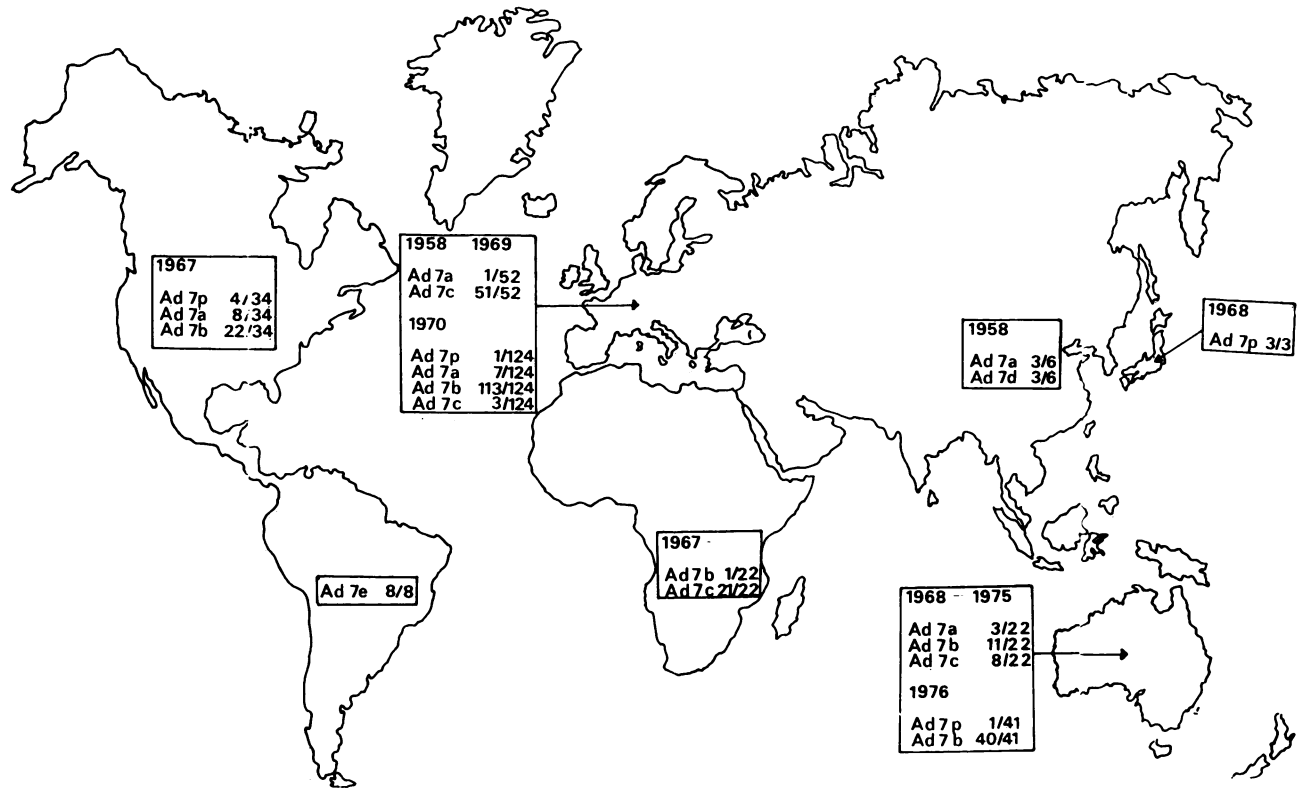 1967
Ad 7p 4/34
Ad 7a 8/34
Ad 7b 22/34
1958 1969
Ad 7a 1/52
Ad 7c 51/52
1970
Ad 7p 1/124
Ad 7a 7/124
Ad 7b 113/124
Ad 7c 3/124
1958
Ad 7a 3/6
Ad 7d 3/6
1968
Ad 7p 3/3
Ad 7e 8/8
1967
Ad 7b 1/22
Ad 7c 21/22
1968 - 1975
Ad 7a 3/22
Ad 7b 11/22
Ad 7c 8/22
1976
Ad 7p 1/41
Ad 7b 40/41